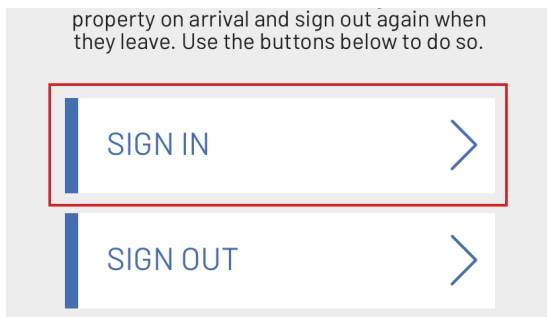 property on arrival and sign out again when
they leave. Use the buttons below to do so.
SIGN IN
SIGN OUT